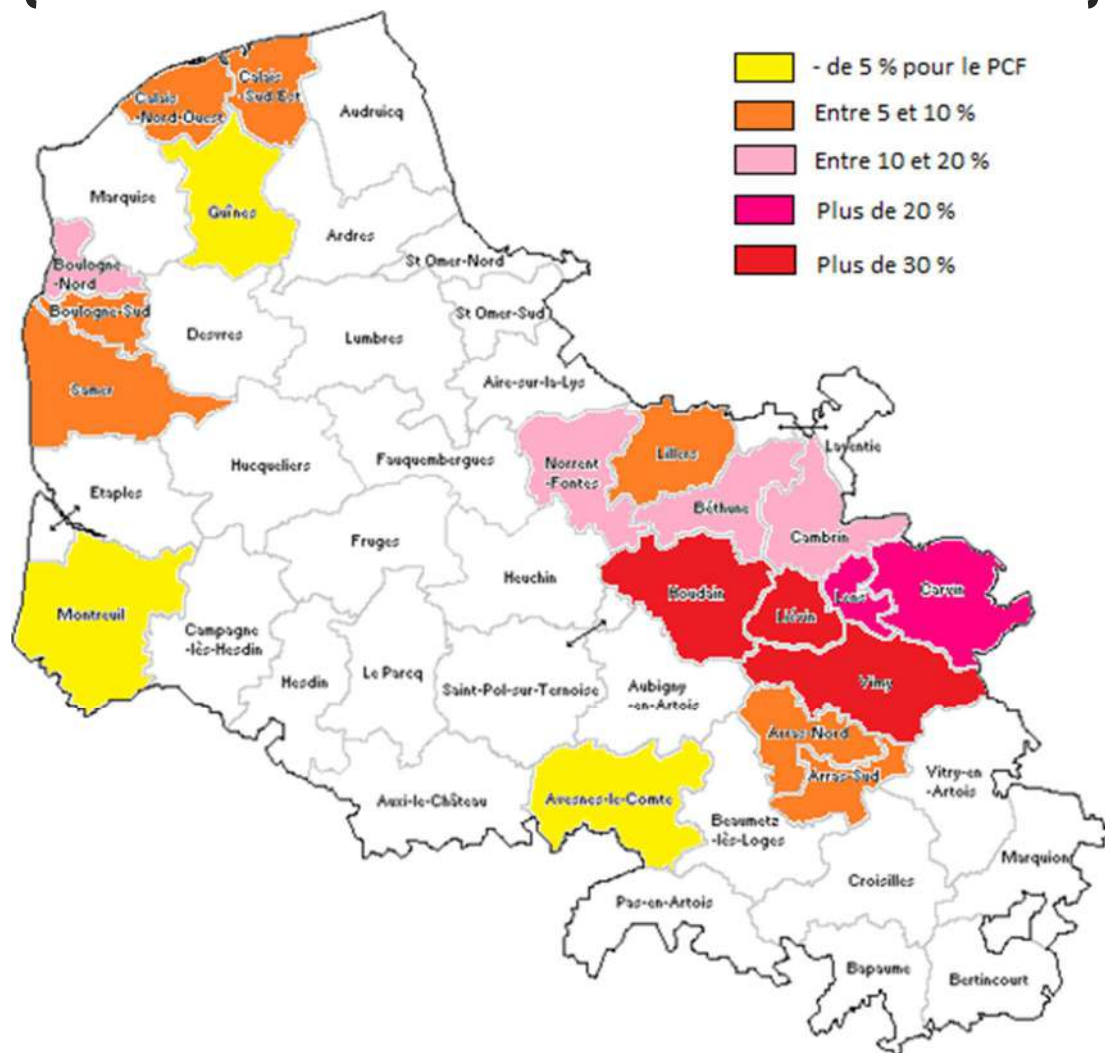 - de 5 % pour le PCF
Entre 5 et 10 %
Entre 10 et 20 %
Plus de 20 %
Plus de 30 %
Calais
-Nord-Ouest
Calais
-Sud-Est
Audruicq
Marquise
Guînes
Ardres
St Omer-Nord
Boulogne
-Nord
Boulogne-Sud
Desvres
Lumbres
St Omer-Sud
Aire-sur-la-Lys
Samer
Hucqueliers
Fauquembergues
Norrent
-Fontes
Lillers
Laventie
Etaples
Béthune
Cambrin
Fruges
Heuchin
Houdain
Liévin
Lens
Carvin
Montreuil
Campagne
-lès-Hesdin
Hesdin
Le Parcq
Saint-Pol-sur-Ternoise
Aubigny
-en-Artois
Vimy
Arras-Nord
Arras-Sud
Vitry-en
-Artois
Auxi-le-Château
Avesnes-le-Comte
Beaumetz
-lès-Loges
Marquion
Croisilles
Pas-en-Artois
Bapaume
Bertincourt